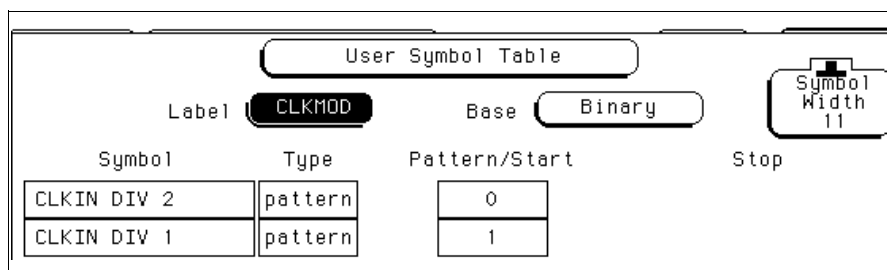 User Symbol Table
Label CLKMOD Base Binary Symbol Width 11
Symbol Type Pattern/Start Stop
CLKIN DIV 2 pattern 0
CLKIN DIV 1 pattern 1